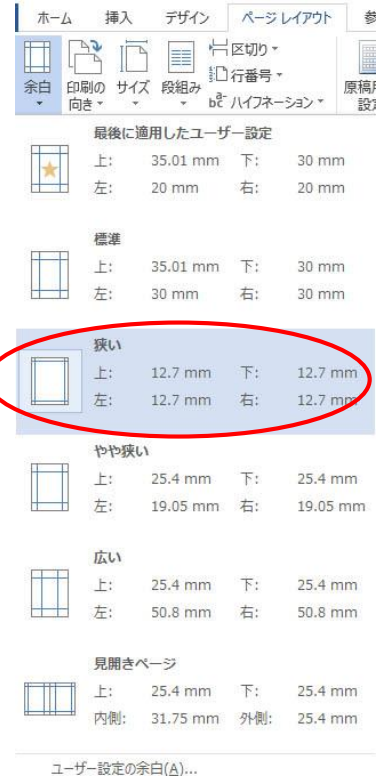 ホーム 挿入 デザイン ページ レイアウト
余白 印刷の向き サイズ 段組み
区切り
行番号
ハイフネーション
最後に適用したユーザー設定
上: 35.01 mm 下: 30 mm
左: 20 mm 右: 20 mm
標準
上: 35.01 mm 下: 30 mm
左: 30 mm 右: 30 mm
狭い
上: 12.7 mm 下: 12.7 mm
左: 12.7 mm 右: 12.7 mm
やや狭い
上: 25.4 mm 下: 25.4 mm
左: 19.05 mm 右: 19.05 mm
広い
上: 25.4 mm 下: 25.4 mm
左: 50.8 mm 右: 50.8 mm
見開きページ
上: 25.4 mm 下: 25.4 mm
内側: 31.75 mm 外側: 25.4 mm
ユーザー設定の余白(A)...